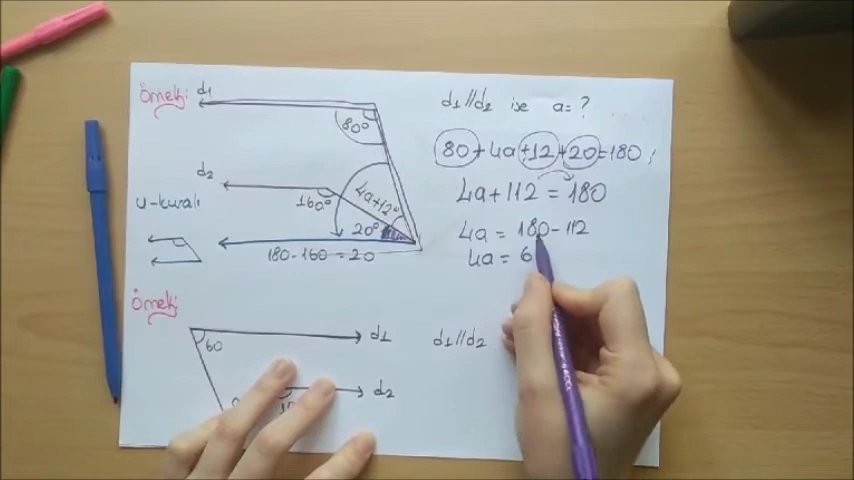 Örnek:
d1
80°
d2
160°
4a+12°
20°
180-160=20
U-kuralı
d1//d2 ise a=?
80+4a+12+20=180
4a+112=180
4a=180-112
4a=6
Örnek:
60
d1
d2
d1//d2